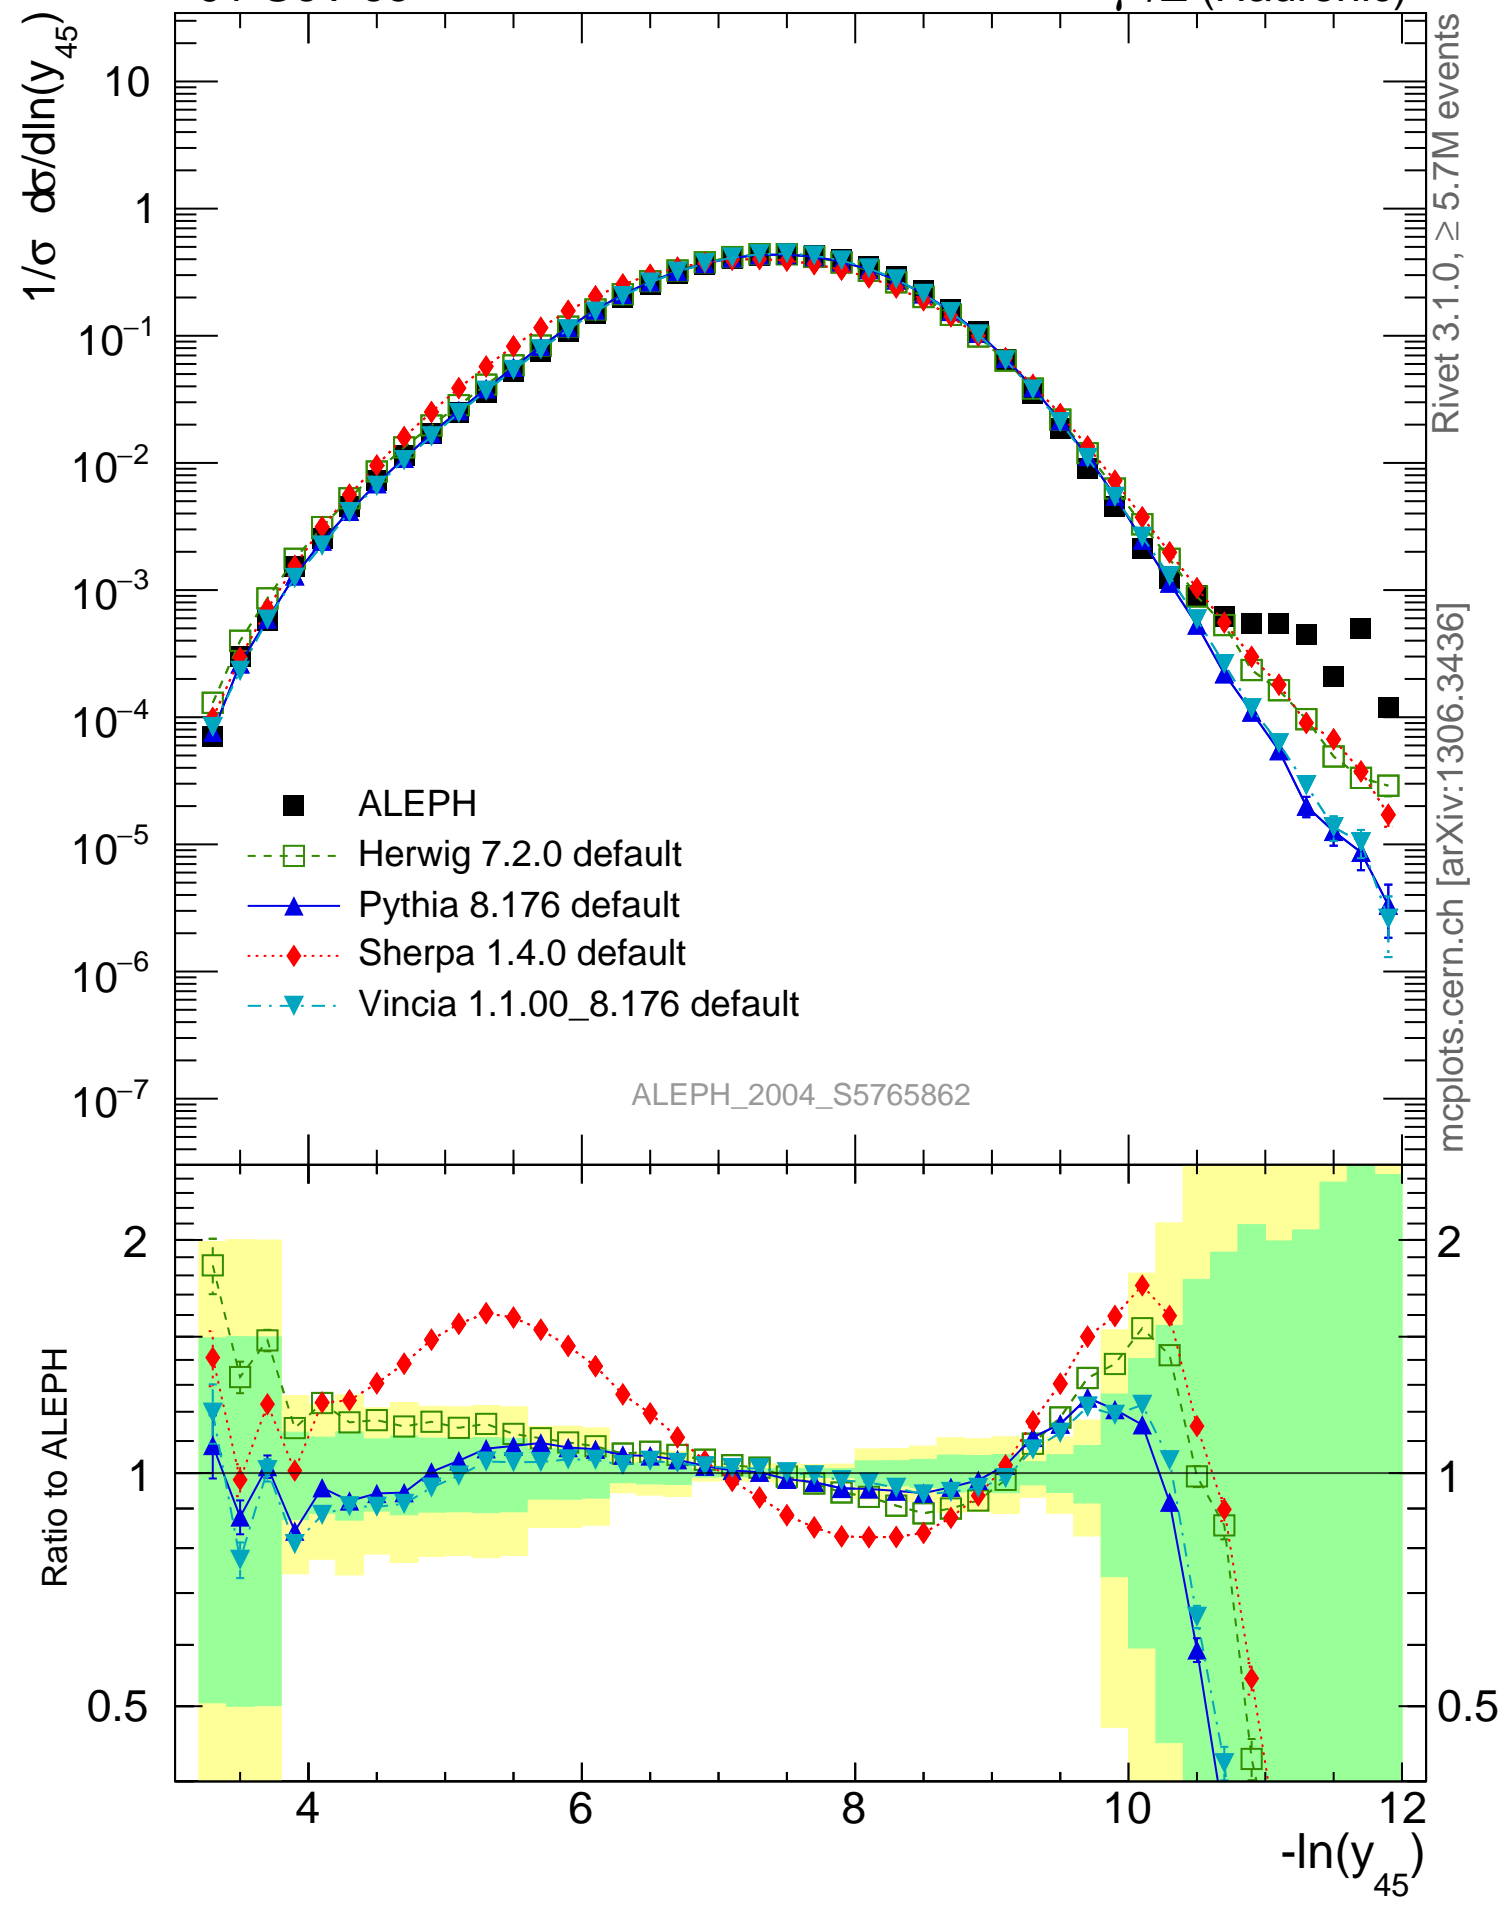 1/σ dσ/dln(y45)
10
1
10−1
10−2
10−3
10−4
10−5
10−6
10−7
ALEPH
Herwig 7.2.0 default
Pythia 8.176 default
Sherpa 1.4.0 default
Vincia 1.1.00_8.176 default
ALEPH_2004_S5765862
Rivet 3.1.0, ≥ 5.7M events
mcplots.cern.ch [arXiv:1306.3436]
Ratio to ALEPH
2
1
0.5
2
1
0.5
4 6 8 10 12
-ln(y45)